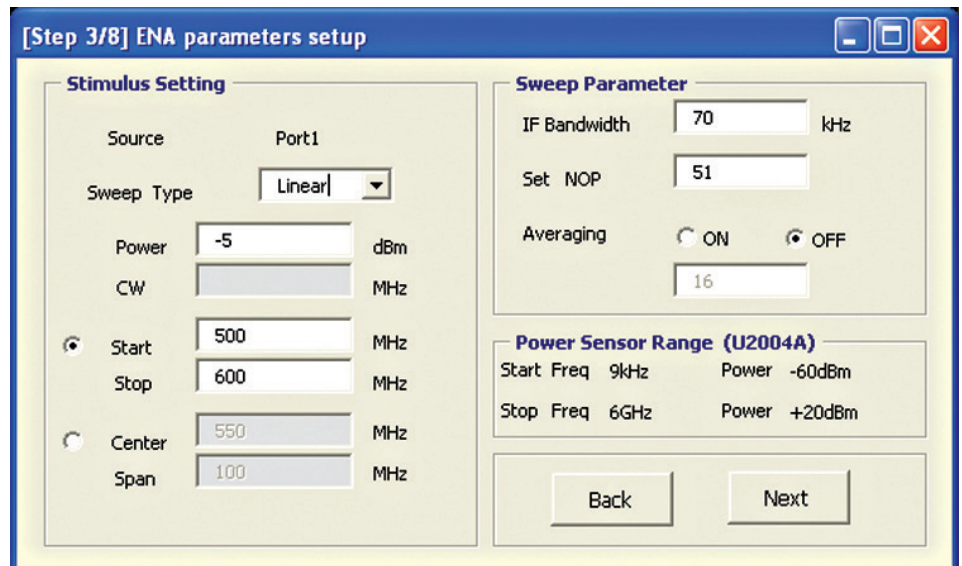 [Step 3/8] ENA parameters setup
Stimulus Setting
Source Port1
Sweep Type Linear
Power -5 dBm
CW MHz
Start 500 MHz
Stop 600 MHz
Center 550 MHz
Span 100 MHz
Sweep Parameter
IF Bandwidth 70 kHz
Set NOP 51
Averaging ON OFF
16
Power Sensor Range (U2004A)
Start Freq 9kHz Power -60dBm
Stop Freq 6GHz Power +20dBm
Back Next